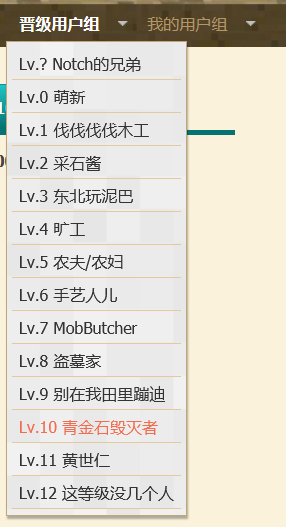 晋级用户组 我的用户组
Lv.? Notch的兄弟
Lv.0 萌新
Lv.1 伐伐伐伐木工
Lv.2 采石酱
Lv.3 东北玩泥巴
Lv.4 旷工
Lv.5 农夫/农妇
Lv.6 手艺人儿
Lv.7 MobButcher
Lv.8 盗墓家
Lv.9 别在我田里蹦迪
Lv.10 青金石毁灭者
Lv.11 黄世仁
Lv.12 这等级没几个人